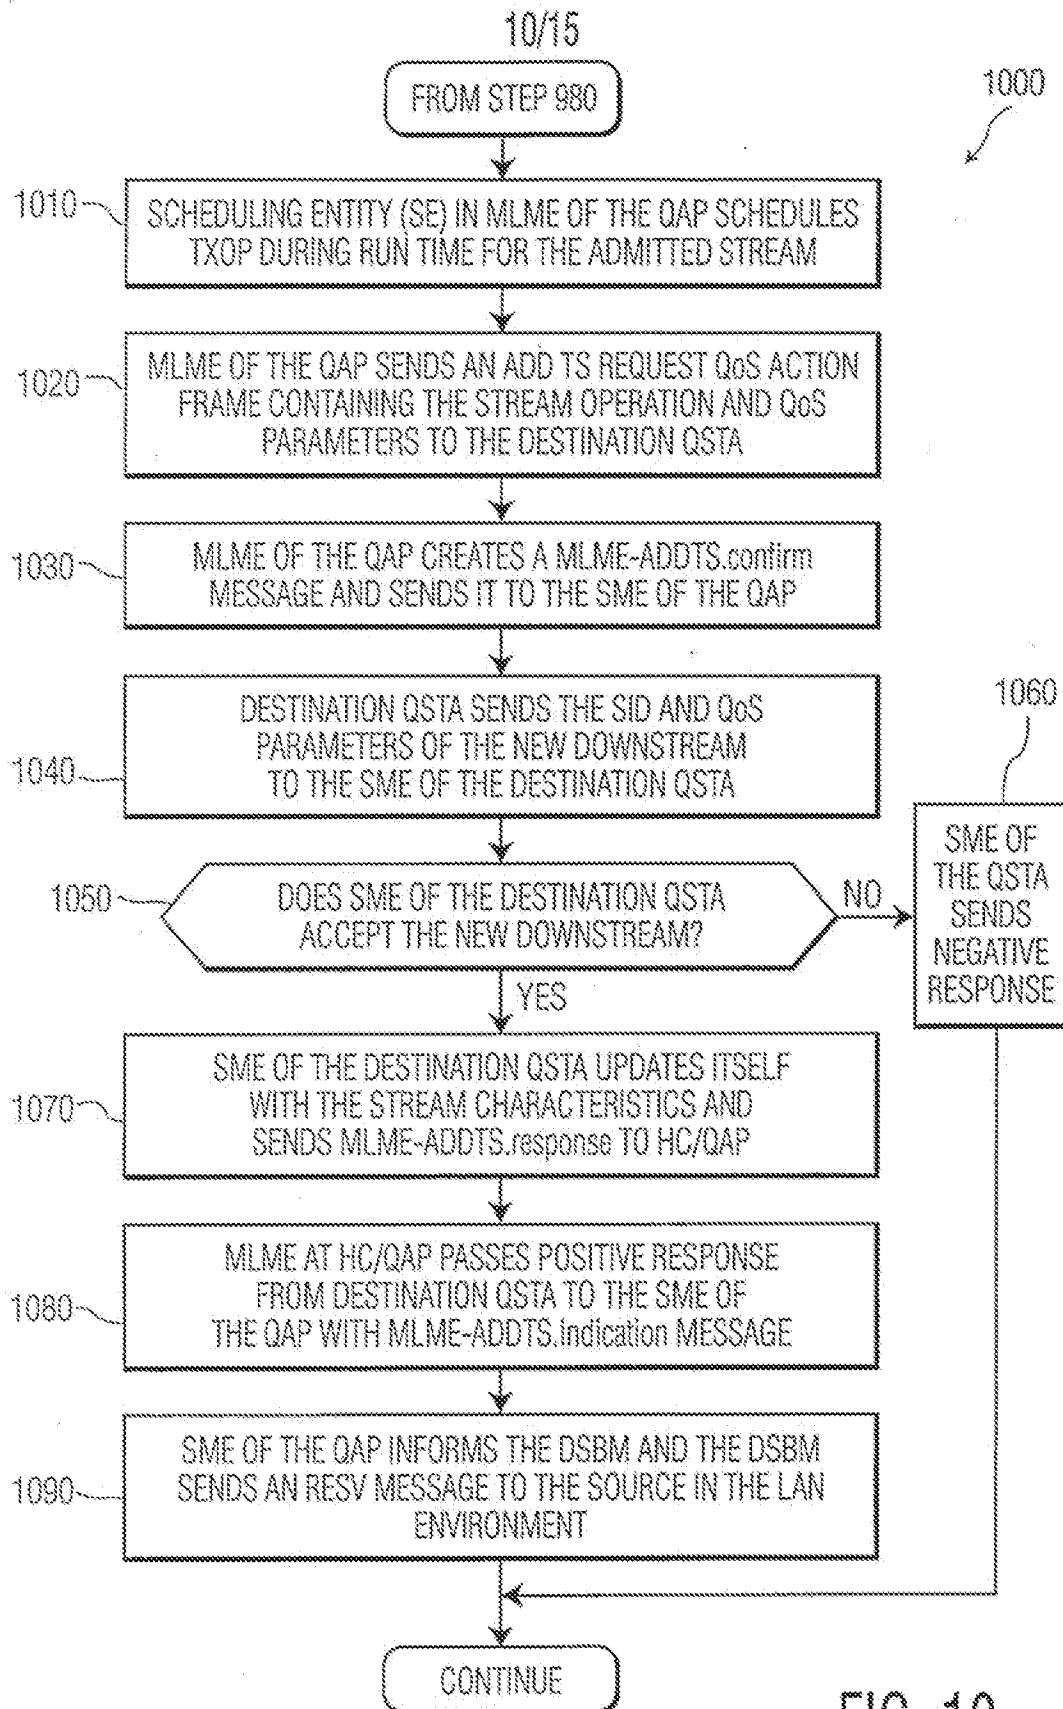 10/15
FROM STEP 980
1000
1010
SCHEDULING ENTITY (SE) IN MLME OF THE QAP SCHEDULES
TXOP DURING RUN TIME FOR THE ADMITTED STREAM
1020
MLME OF THE QAP SENDS AN ADD TS REQUEST QoS ACTION
FRAME CONTAINING THE STREAM OPERATION AND QoS
PARAMETERS TO THE DESTINATION QSTA
1030
MLME OF THE QAP CREATES A MLME-ADDTS.confirm
MESSAGE AND SENDS IT TO THE SME OF THE QAP
1040
DESTINATION QSTA SENDS THE SID AND QoS
PARAMETERS OF THE NEW DOWNSTREAM
TO THE SME OF THE DESTINATION QSTA
1050
DOES SME OF THE DESTINATION QSTA
ACCEPT THE NEW DOWNSTREAM?
NO
1060
SME OF
THE QSTA
SENDS
NEGATIVE
RESPONSE
YES
1070
SME OF THE DESTINATION QSTA UPDATES ITSELF
WITH THE STREAM CHARACTERISTICS AND
SENDS MLME-ADDTS.response TO HC/QAP
1080
MLME AT HC/QAP PASSES POSITIVE RESPONSE
FROM DESTINATION QSTA TO THE SME OF
THE QAP WITH MLME-ADDTS.Indication MESSAGE
1090
SME OF THE QAP INFORMS THE DSBM AND THE DSBM
SENDS AN RESV MESSAGE TO THE SOURCE IN THE LAN
ENVIRONMENT
CONTINUE
FIG. 10